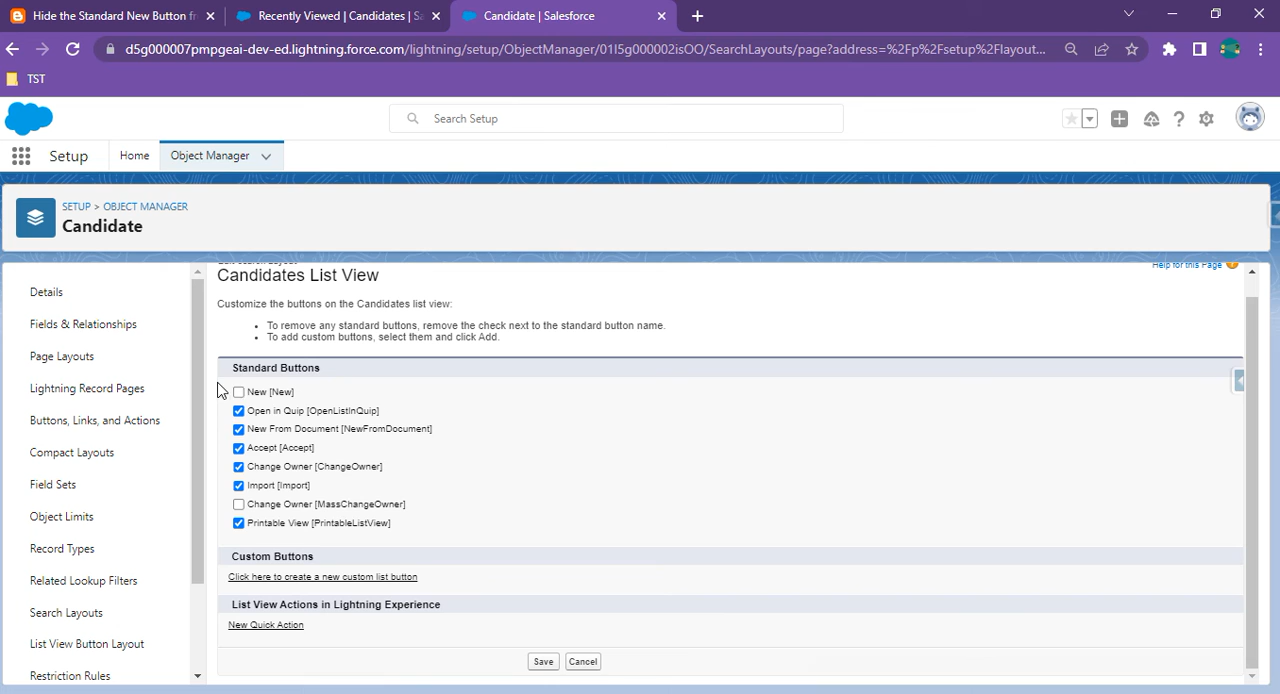 Hide the Standard New Button fr
Recently Viewed | Candidates | Sa
Candidate | Salesforce
d5g000007pmpgeai-dev-ed.lightning.force.com/lightning/setup/ObjectManager/01I5g000002isOO/SearchLayouts/page?address=%2Fp%2Fsetup%2Flayout...
TST
Search Setup
Setup
Home
Object Manager
SETUP > OBJECT MANAGER
Candidate
Details
Fields & Relationships
Page Layouts
Lightning Record Pages
Buttons, Links, and Actions
Compact Layouts
Field Sets
Object Limits
Record Types
Related Lookup Filters
Search Layouts
List View Button Layout
Restriction Rules
Edit Search Layout
Help for this Page
Candidates List View
Customize the buttons on the Candidates list view:
• To remove any standard buttons, remove the check next to the standard button name.
• To add custom buttons, select them and click Add.
Standard Buttons
New [New]
Open in Quip [OpenListInQuip]
New From Document [NewFromDocument]
Accept [Accept]
Change Owner [ChangeOwner]
Import [Import]
Change Owner [MassChangeOwner]
Printable View [PrintableListView]
Custom Buttons
Click here to create a new custom list button
List View Actions in Lightning Experience
New Quick Action
Save
Cancel